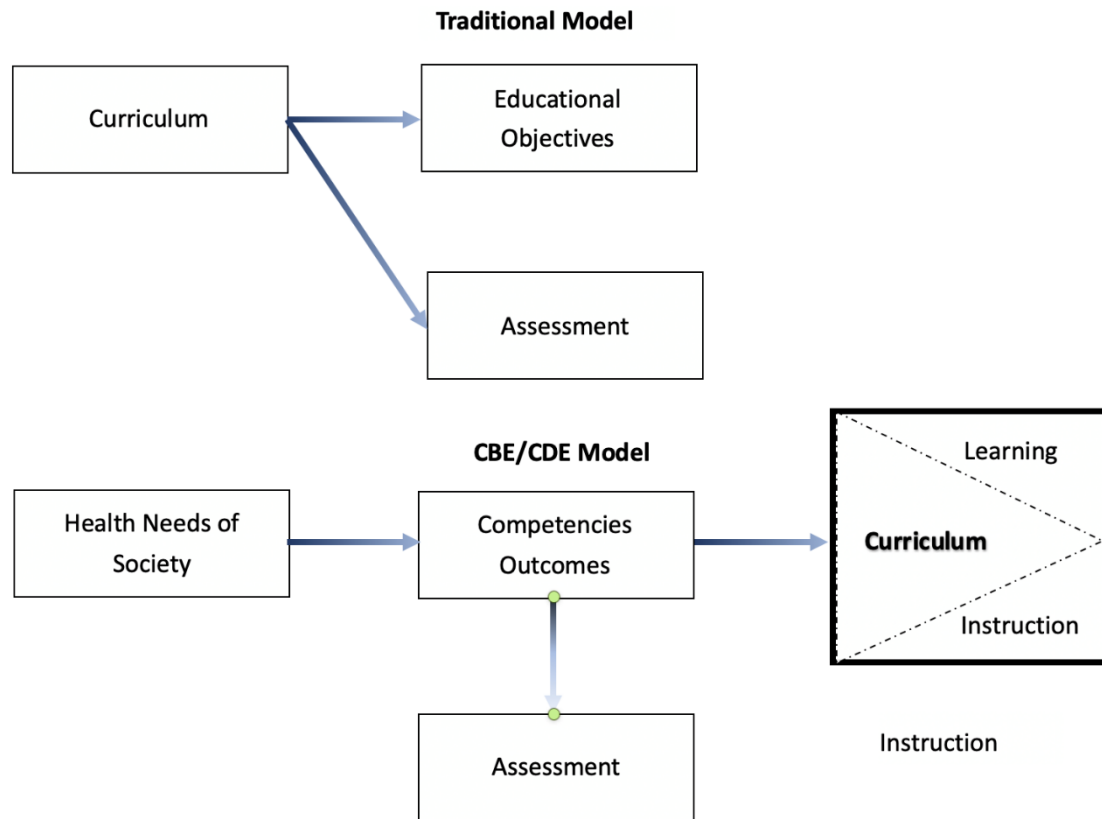 Traditional Model
Curriculum
Educational
Objectives
Assessment
CBE/CDE Model
Health Needs of
Society
Competencies
Outcomes
Learning
Curriculum
Instruction
Assessment
Instruction